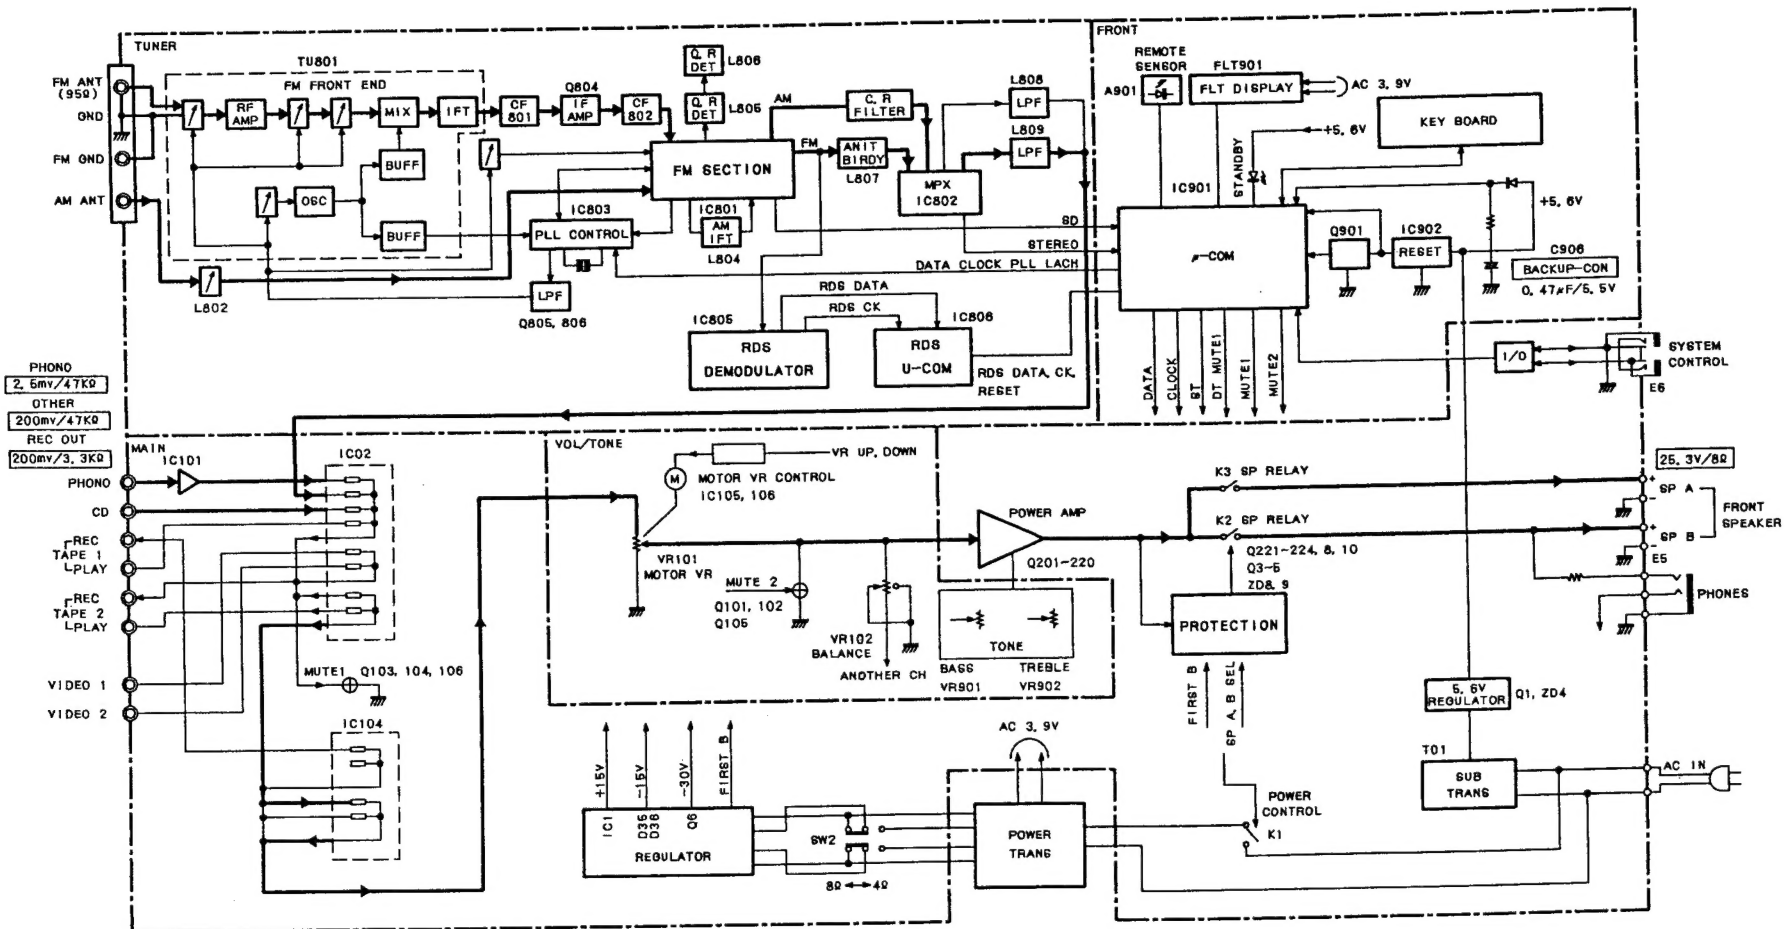 TUNER
FRONT
TU801
FM FRONT END
FM ANT
(95Ω)
GND
FM GND
AM ANT
RF
AMP
MIX
IFT
CF
801
Q804
IF
AMP
CF
802
Q.R
DET
L806
Q.R
DET
L805
AM
C.R
FILTER
L808
LPF
L809
LPF
FM
ANIT
BIRDY
L807
MPX
IC802
FM SECTION
IC801
AM
IFT
L804
BUFF
OSC
BUFF
IC803
PLL CONTROL
LPF
Q805, 806
L802
SD
STEREO
DATA CLOCK PLL LACH
RDS DATA
RDS CK
IC805
RDS
DEMODULATOR
IC806
RDS
U-COM
RDS DATA, CK,
RESET
REMOTE
SENSOR
A901
FLT901
FLT DISPLAY
AC 3.9V
KEY BOARD
+5.6V
STANDBY
IC901
μ-COM
Q901
IC902
RESET
+5.6V
C906
BACKUP-CON
0.47μF/5.5V
DATA
CLOCK
ST
DT MUTE1
MUTE1
MUTE2
I/O
SYSTEM
CONTROL
E6
PHONO
2.5mv/47KΩ
OTHER
200mv/47KΩ
REC OUT
200mv/3.3KΩ
MAIN
IC101
IC02
PHONO
CD
REC
TAPE 1
PLAY
REC
TAPE 2
PLAY
VIDEO 1
VIDEO 2
MUTE1 Q103, 104, 106
IC104
VOL/TONE
VR UP, DOWN
M
MOTOR VR CONTROL
IC105, 106
VR101
MOTOR VR
MUTE 2
Q101, 102
Q105
VR102
BALANCE
ANOTHER CH
POWER AMP
Q201-220
TONE
BASS
VR901
TREBLE
VR902
K3 SP RELAY
K2 SP RELAY
Q221-224, 8, 10
Q3-5
ZD8, 9
PROTECTION
FIRST B
SP A, B SEL
25.3V/8Ω
+
SP A
-
FRONT
SPEAKER
+
SP B
-
E5
PHONES
5.6V
REGULATOR
Q1, ZD4
T01
SUB
TRANS
AC IN
POWER
CONTROL
K1
AC 3.9V
POWER
TRANS
+15V
-15V
-30V
FIRST B
IC1
D35
D38
Q6
REGULATOR
SW2
8Ω
4Ω